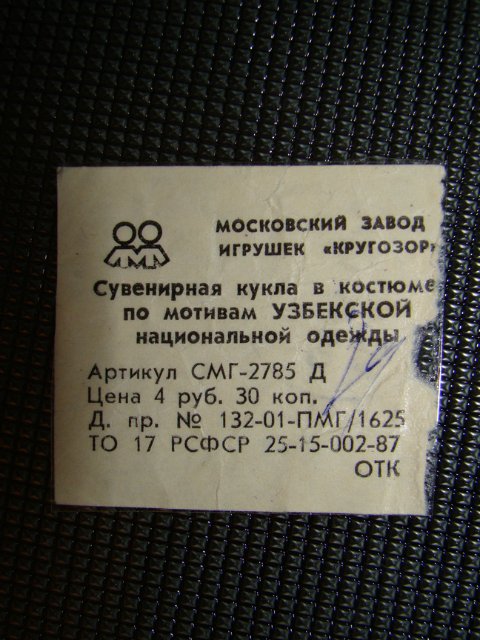 МОСКОВСКИЙ ЗАВОД
ИГРУШЕК «КРУГОЗОР»
Сувенирная кукла в костюме
по мотивам УЗБЕКСКОЙ
национальной одежды
Артикул СМГ-2785 Д
Цена 4 руб. 30 коп.
Д. пр. № 132-01-ПМГ/1625
ТО 17 РСФСР 25-15-002-87
ОТК